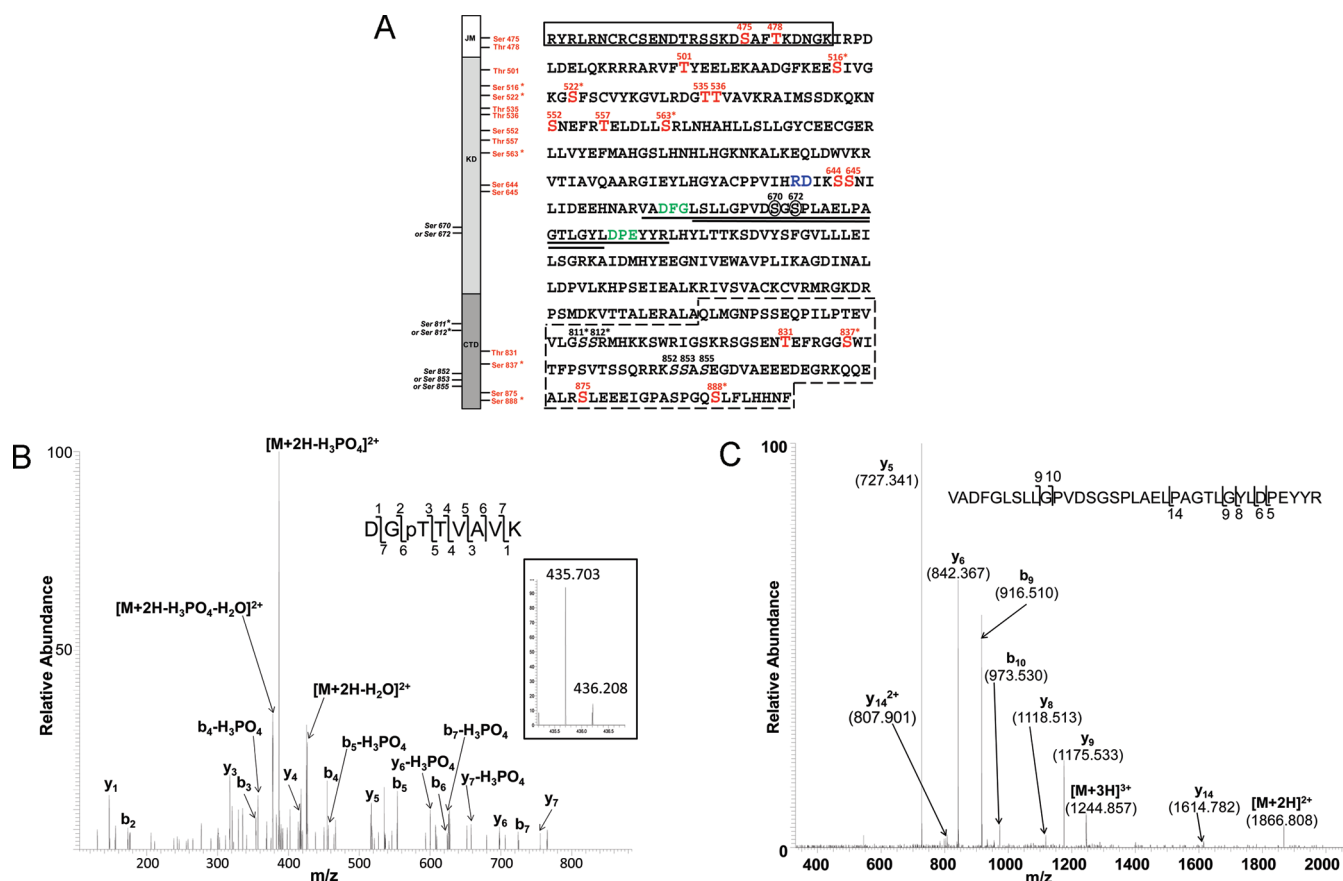 A
JM
KD
CTD
Ser 475
Thr 478
Thr 501
Ser 516 *
Ser 522 *
Thr 535
Thr 536
Ser 552
Thr 557
Ser 563 *
Ser 644
Ser 645
Ser 670
or Ser 672
Ser 811*
or Ser 812*
Thr 831
Ser 837 *
Ser 852
or Ser 853
or Ser 855
Ser 875
Ser 888 *
475 478
RYRLRNCRCSENDTRSSKDSAFTKDNGKIRPD
501 516*
LDELQKRRRARVFTYEELEKAADGFKEESIVG
522* 535 536
KGSFSCVYKGVLRDGTTVAVKRAIMSSDKQKN
552 557 563*
SNEFRTELDLLSRLNHAHLLSLLGYCEECGER
LLVYEFMAHGSLHNHLHGKNKALKEQLDWVKR
644 645
VTIAVQAARGIEYLHGYACPPVIHRDIKSSNI
670 672
LIDEEHNARVADFGLSLLGPVDSGSPLAELPA
GTLGYLDPEYYRLHYLTTKSDVYSFGVLLLEI
LSGRKAIDMHYEEGNIVEWAVPLIKAGDINAL
LDPVLKHPSEIEALKRIVSVACKCVRMRGKDR
PSMDKVTTALERALAQLMGNPSSEQPILPTEV
811* 812* 831 837*
VLGSSRMHKKSWRIGSKRSGSENTEFRGGSWI
852 853 855
TFPSVTSSQRRKSSASEGDVAEEEDEGRKQQE
875 888*
ALRSLEEEIGPASPGQSLFLHHNF
B
Relative Abundance
100
50
[M+2H-H₃PO₄]²⁺
1 2 3 4 5 6 7
DGpTTVAVK
7 6 5 4 3 1
[M+2H-H₃PO₄-H₂O]²⁺
[M+2H-H₂O]²⁺
b₄-H₃PO₄
b₅-H₃PO₄
b₇-H₃PO₄
y₆-H₃PO₄
y₇-H₃PO₄
y₁
b₂
y₃
b₃
y₄
b₄
y₅
b₅
b₆
y₆
b₇
y₇
435.703
436.208
435.5 436.0 436.5
200 400 600 800
m/z
C
Relative Abundance
100
0
9 10
VADFGLSLLGPVDSGSPLAELPAGTLGYLDPEYYR
14 9 8 6 5
y₅
(727.341)
y₆
(842.367)
b₉
(916.510)
b₁₀
(973.530)
y₁₄²⁺
(807.901)
y₈
(1118.513)
y₉
(1175.533)
[M+3H]³⁺
(1244.857)
y₁₄
(1614.782)
[M+2H]²⁺
(1866.808)
400 600 800 1000 1200 1400 1600 1800 2000
m/z